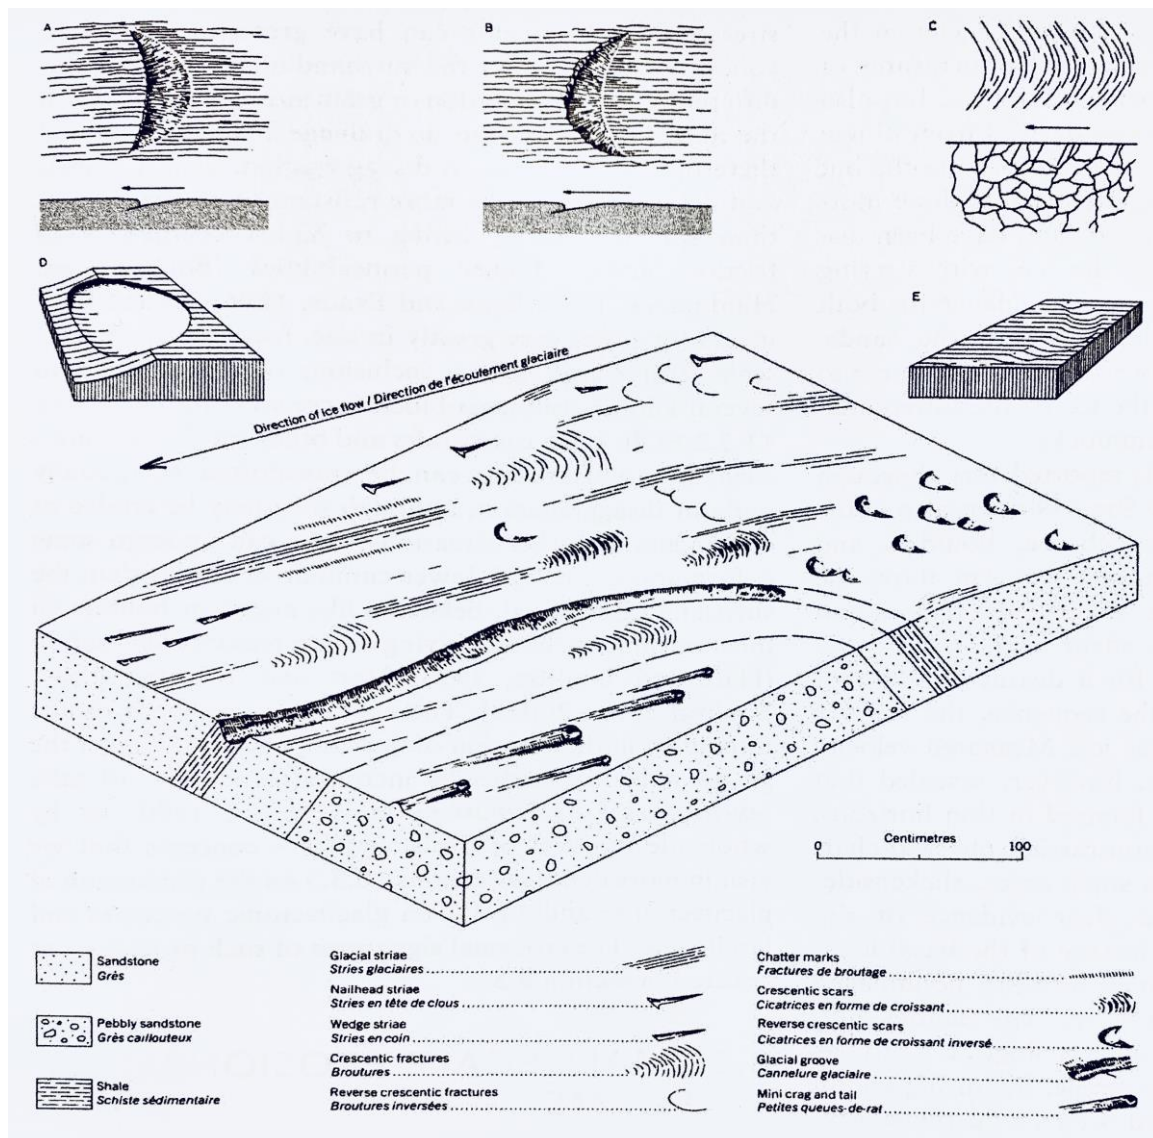 A
B
C
D
E
Direction of ice flow / Direction de l'écoulement glaciaire
Centimetres
0 100
Sandstone
Grès
Pebbly sandstone
Grès caillouteux
Shale
Schiste sédimentaire
Glacial striae
Stries glaciaires
Nailhead striae
Stries en tête de clous
Wedge striae
Stries en coin
Crescentic fractures
Broutures
Reverse crescentic fractures
Broutures inversées
Chatter marks
Fractures de broutage
Crescentic scars
Cicatrices en forme de croissant
Reverse crescentic scars
Cicatrices en forme de croissant inversé
Glacial groove
Cannelure glaciaire
Mini crag and tail
Petites queues-de-rat